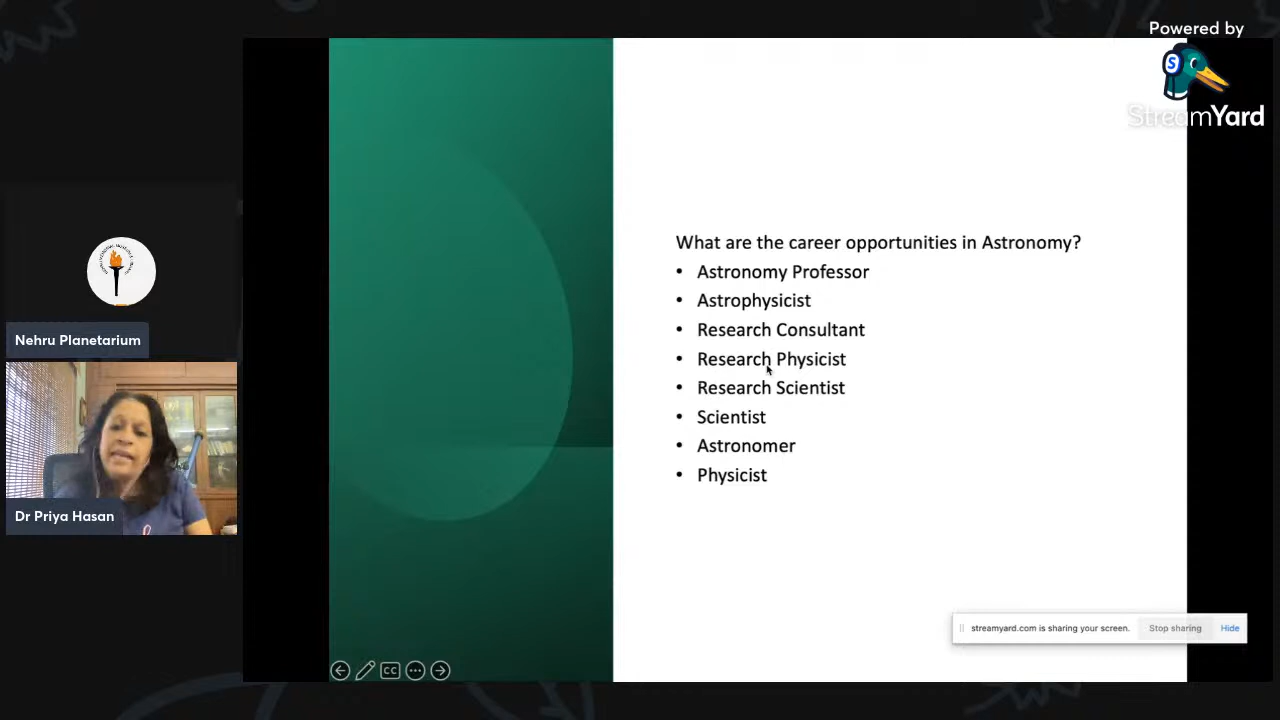 Powered by
StreamYard
Nehru Planetarium
Dr Priya Hasan
What are the career opportunities in Astronomy?
• Astronomy Professor
• Astrophysicist
• Research Consultant
• Research Physicist
• Research Scientist
• Scientist
• Astronomer
• Physicist
streamyard.com is sharing your screen.
Stop sharing
Hide
CC